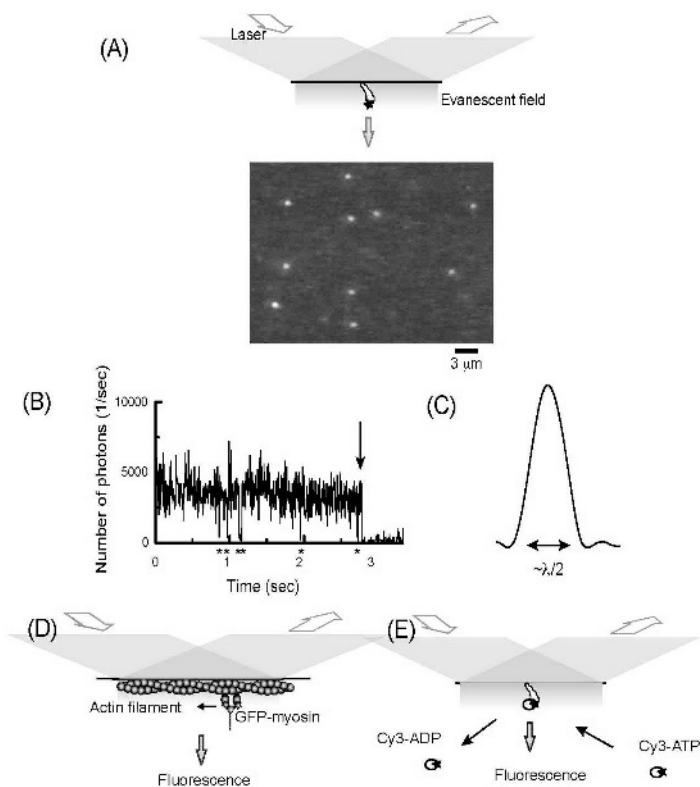 (A)
Laser
Evanescent field
3 μm
(B)
Number of photons (1/sec)
10000
5000
0
0 1 2 3
** ** * *
Time (sec)
(C)
~λ/2
(D)
Actin filament
GFP-myosin
Fluorescence
(E)
Cy3-ADP
Cy3-ATP
Fluorescence